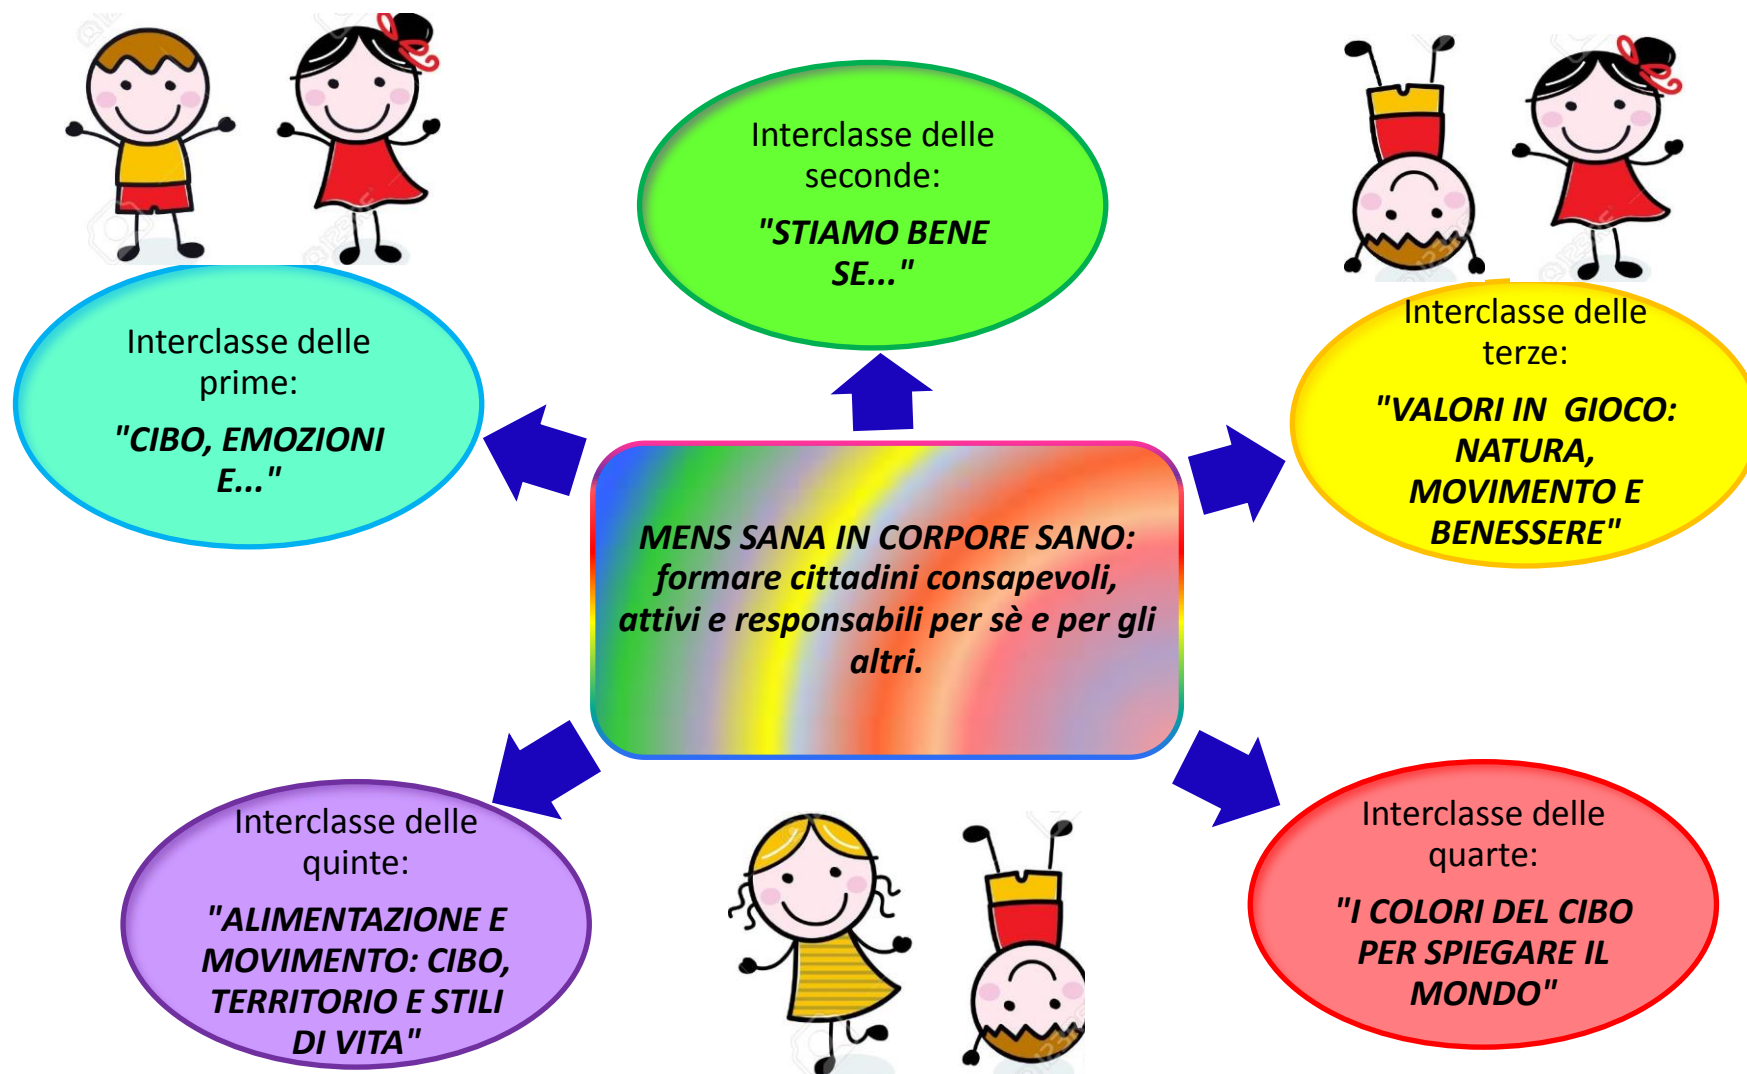 Interclasse delle
seconde:
"STIAMO BENE
SE..."
Interclasse delle
prime:
"CIBO, EMOZIONI
E..."
Interclasse delle
terze:
"VALORI IN  GIOCO:
NATURA,
MOVIMENTO E
BENESSERE"
MENS SANA IN CORPORE SANO:
formare cittadini consapevoli,
attivi e responsabili per sè e per gli
altri.
Interclasse delle
quinte:
"ALIMENTAZIONE E
MOVIMENTO: CIBO,
TERRITORIO E STILI
DI VITA"
Interclasse delle
quarte:
"I COLORI DEL CIBO
PER SPIEGARE IL
MONDO"